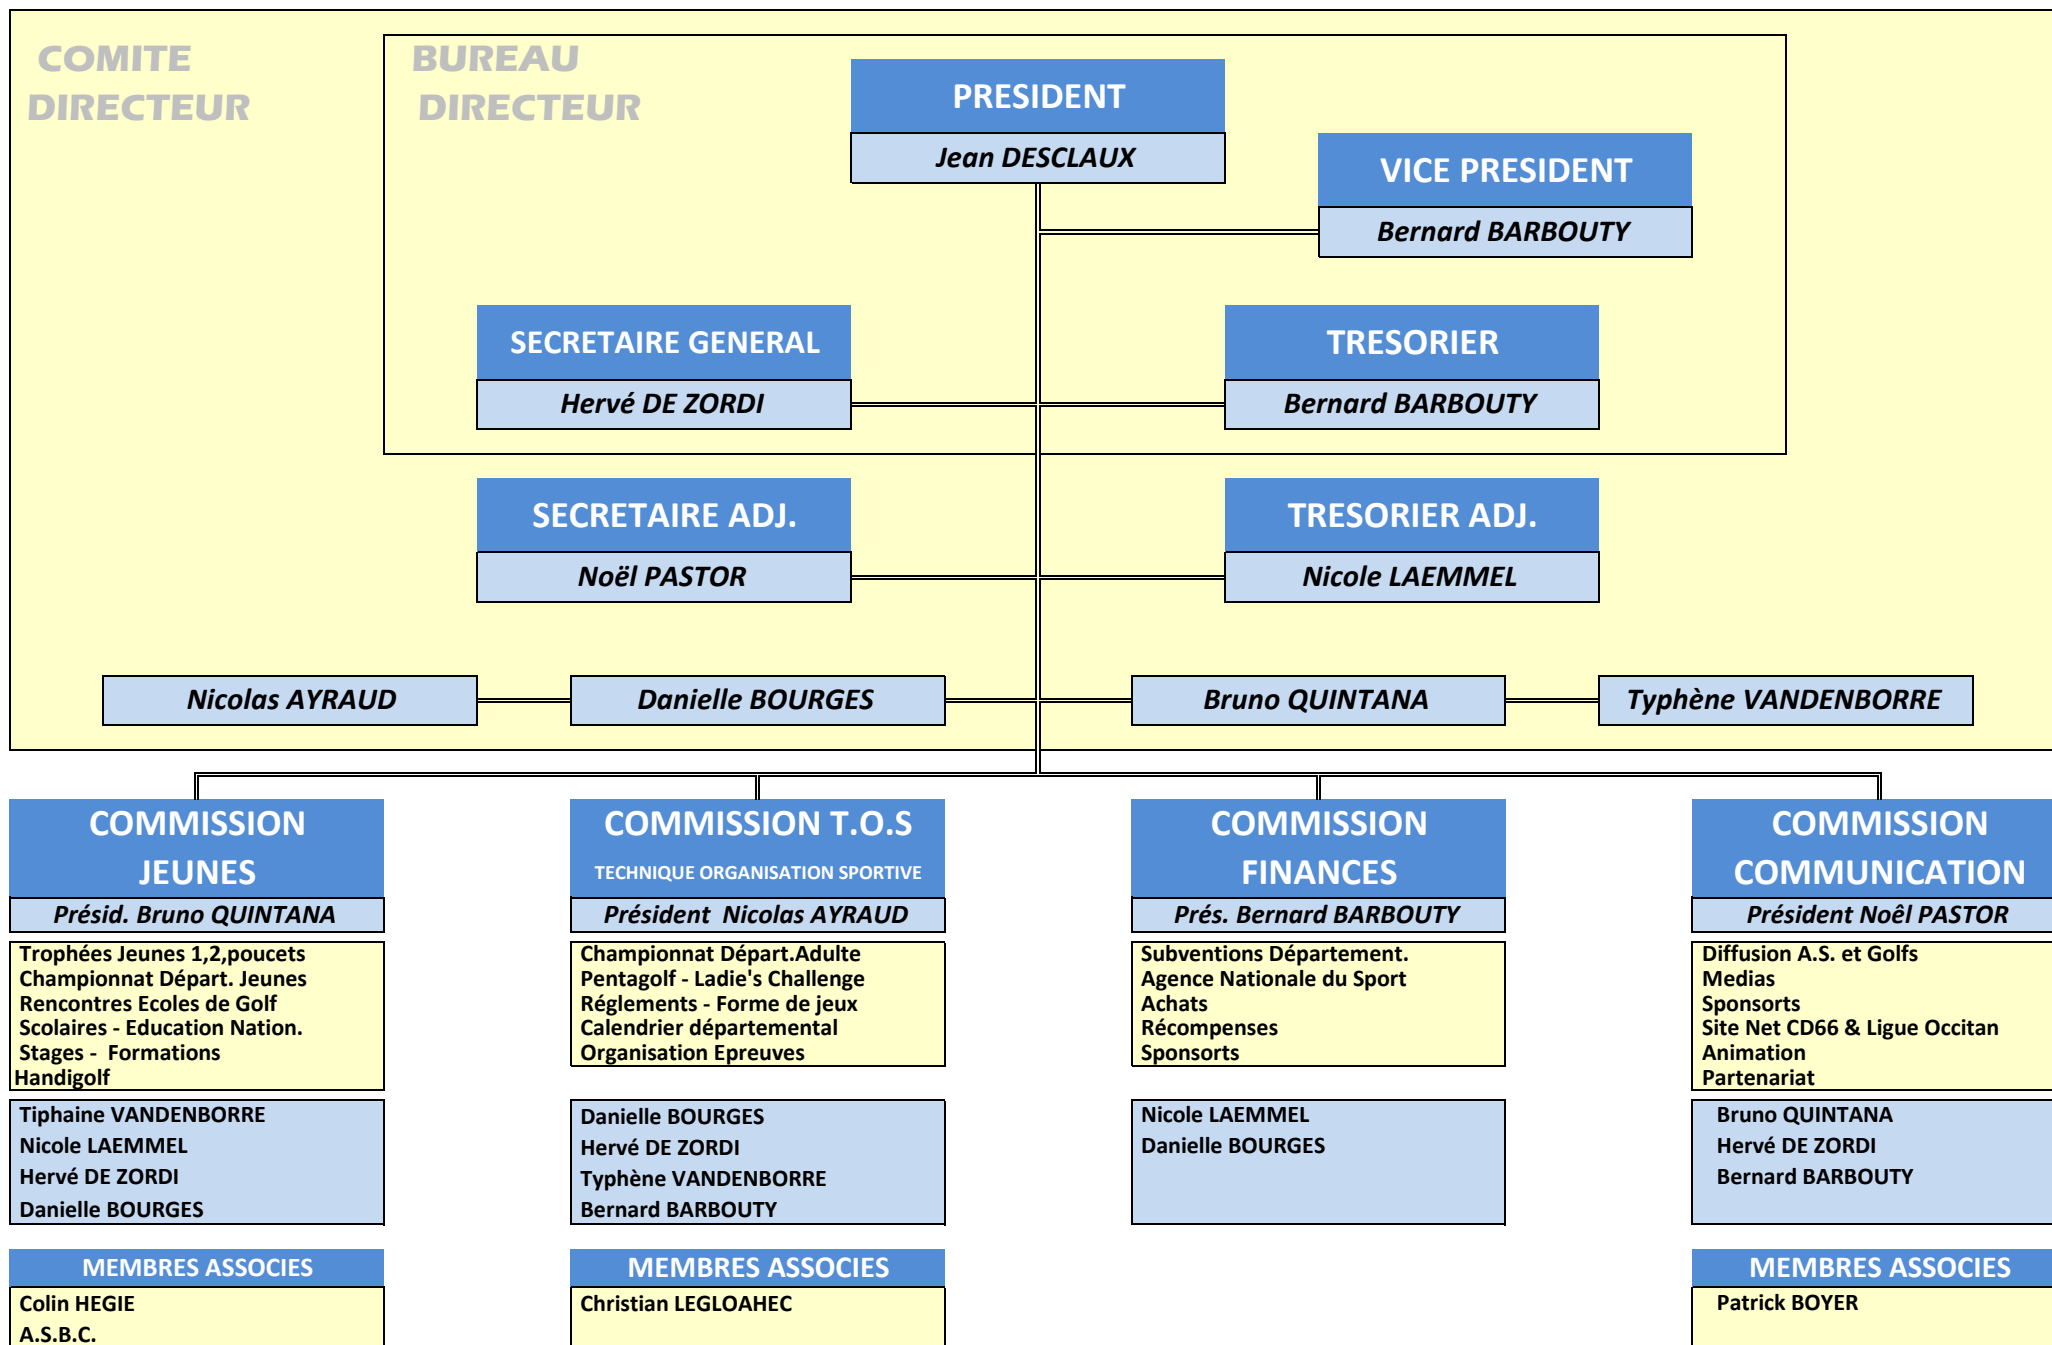 COMITE
DIRECTEUR
BUREAU
DIRECTEUR
PRESIDENT
Jean DESCLAUX
VICE PRESIDENT
Bernard BARBOUTY
SECRETAIRE GENERAL
Hervé DE ZORDI
TRESORIER
Bernard BARBOUTY
SECRETAIRE ADJ.
Noël PASTOR
TRESORIER ADJ.
Nicole LAEMMEL
Nicolas AYRAUD
Danielle BOURGES
Bruno QUINTANA
Typhène VANDENBORRE
COMMISSION
JEUNES
Présid. Bruno QUINTANA
Trophées Jeunes 1,2,poucets
Championnat Départ. Jeunes
Rencontres Ecoles de Golf
Scolaires - Education Nation.
Stages - Formations
Handigolf
Tiphaine VANDENBORRE
Nicole LAEMMEL
Hervé DE ZORDI
Danielle BOURGES
MEMBRES ASSOCIES
Colin HEGIE
A.S.B.C.
COMMISSION T.O.S
TECHNIQUE ORGANISATION SPORTIVE
Président Nicolas AYRAUD
Championnat Départ.Adulte
Pentagolf - Ladie's Challenge
Réglements - Forme de jeux
Calendrier départemental
Organisation Epreuves
Danielle BOURGES
Hervé DE ZORDI
Typhène VANDENBORRE
Bernard BARBOUTY
MEMBRES ASSOCIES
Christian LEGLOAHEC
COMMISSION
FINANCES
Prés. Bernard BARBOUTY
Subventions Département.
Agence Nationale du Sport
Achats
Récompenses
Sponsorts
Nicole LAEMMEL
Danielle BOURGES
COMMISSION
COMMUNICATION
Président Noêl PASTOR
Diffusion A.S. et Golfs
Medias
Sponsorts
Site Net CD66 & Ligue Occitan
Animation
Partenariat
Bruno QUINTANA
Hervé DE ZORDI
Bernard BARBOUTY
MEMBRES ASSOCIES
Patrick BOYER